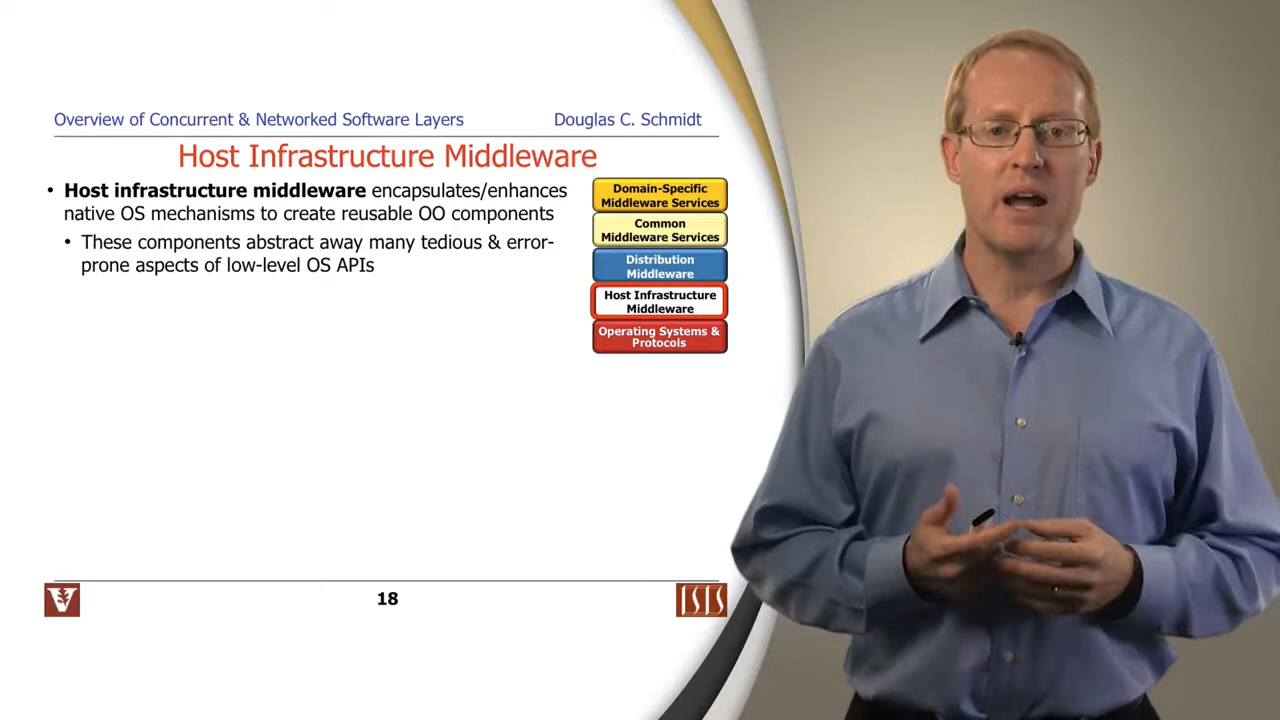 Overview of Concurrent & Networked Software Layers Douglas C. Schmidt
Host Infrastructure Middleware
• Host infrastructure middleware encapsulates/enhances
native OS mechanisms to create reusable OO components
• These components abstract away many tedious & error-
prone aspects of low-level OS APIs
Domain-Specific
Middleware Services
Common
Middleware Services
Distribution
Middleware
Host Infrastructure
Middleware
Operating Systems &
Protocols
V
18
ISIS